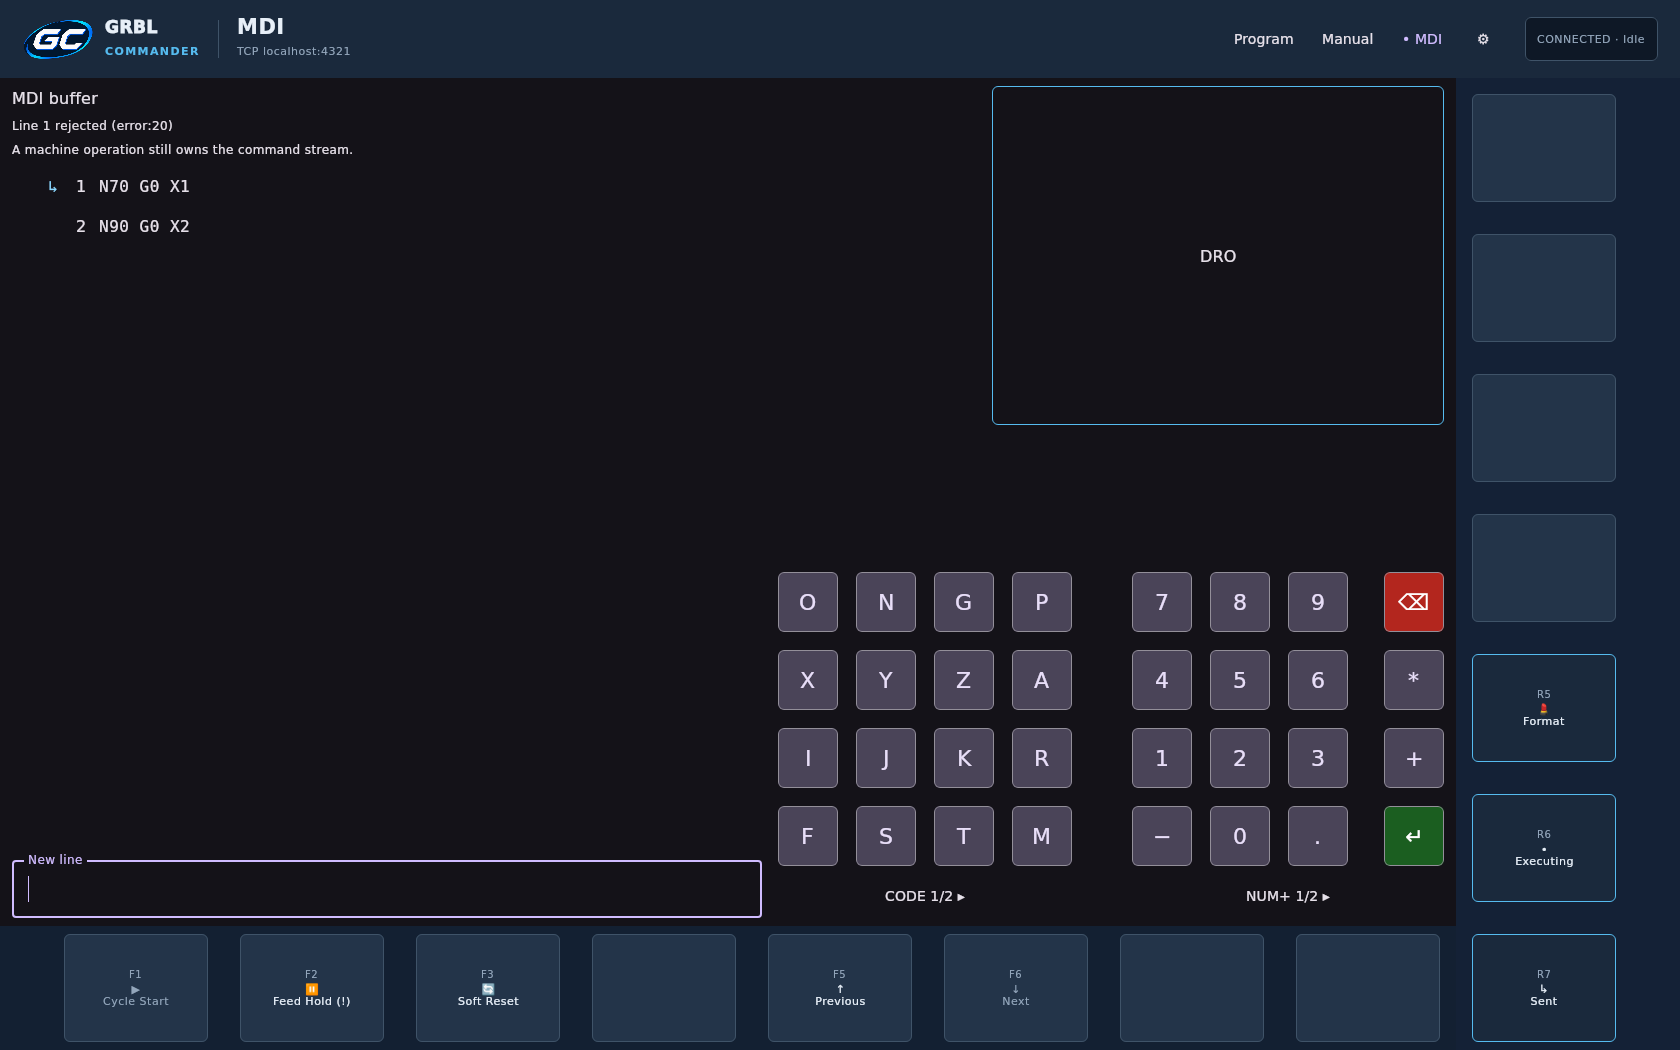 GC GRBL COMMANDER
MDI
TCP localhost:4321
Program Manual • MDI ⚙ CONNECTED · Idle
MDI buffer
Line 1 rejected (error:20)
A machine operation still owns the command stream.
↳ 1 N70 G0 X1
2 N90 G0 X2
DRO
O N G P 7 8 9 ⌫
X Y Z A 4 5 6 *
I J K R 1 2 3 +
F S T M − 0 . ↵
CODE 1/2 ▸ NUM+ 1/2 ▸
New line
R5
Format
R6
•
Executing
R7
↳
Sent
F1
▶
Cycle Start
F2
⏸
Feed Hold (!)
F3
🔄
Soft Reset
F5
↑
Previous
F6
↓
Next